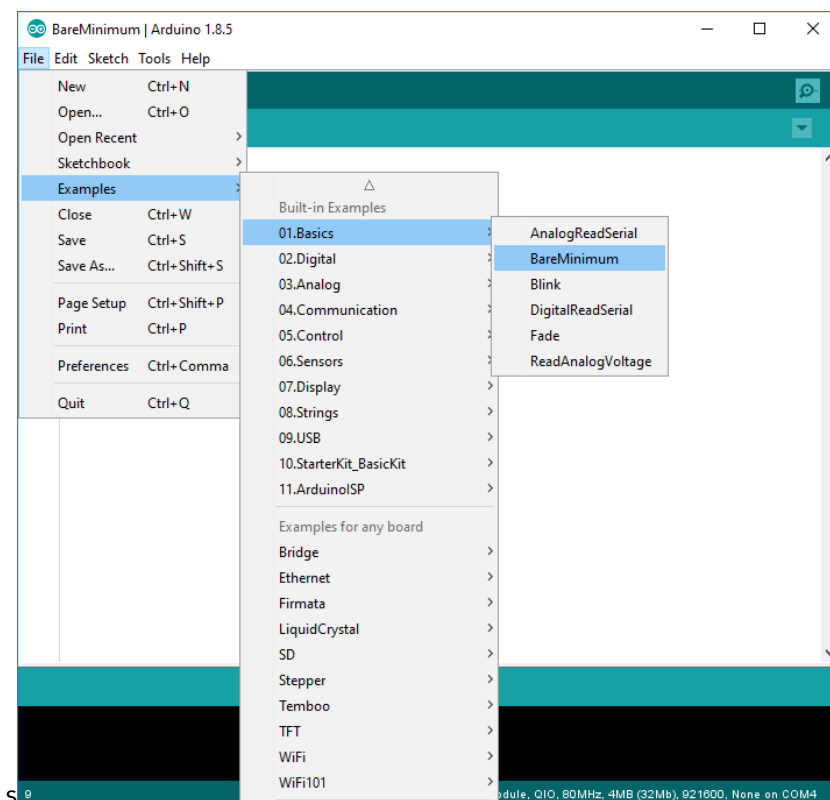 BareMinimum | Arduino 1.8.5
File Edit Sketch Tools Help
New Ctrl+N
Open... Ctrl+O
Open Recent
Sketchbook
Examples
Close Ctrl+W
Save Ctrl+S
Save As... Ctrl+Shift+S
Page Setup Ctrl+Shift+P
Print Ctrl+P
Preferences Ctrl+Comma
Quit Ctrl+Q
Built-in Examples
01.Basics
02.Digital
03.Analog
04.Communication
05.Control
06.Sensors
07.Display
08.Strings
09.USB
10.StarterKit_BasicKit
11.ArduinoISP
Examples for any board
Bridge
Ethernet
Firmata
LiquidCrystal
SD
Stepper
Temboo
TFT
WiFi
WiFi101
AnalogReadSerial
BareMinimum
Blink
DigitalReadSerial
Fade
ReadAnalogVoltage
s
9 odule, QIO, 80MHz, 4MB (32Mb), 921600, None on COM4